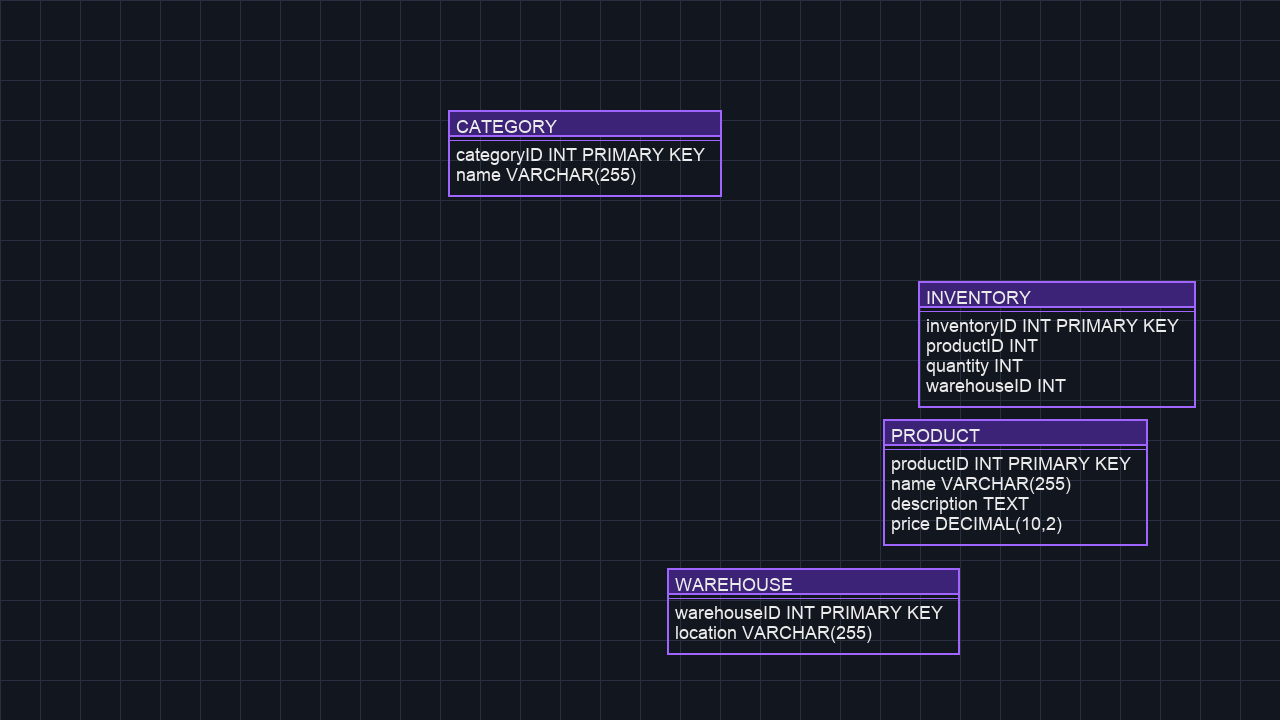 CATEGORY
categoryID INT PRIMARY KEY
name VARCHAR(255)
INVENTORY
inventoryID INT PRIMARY KEY
productID INT
quantity INT
warehouseID INT
PRODUCT
productID INT PRIMARY KEY
name VARCHAR(255)
description TEXT
price DECIMAL(10,2)
WAREHOUSE
warehouseID INT PRIMARY KEY
location VARCHAR(255)